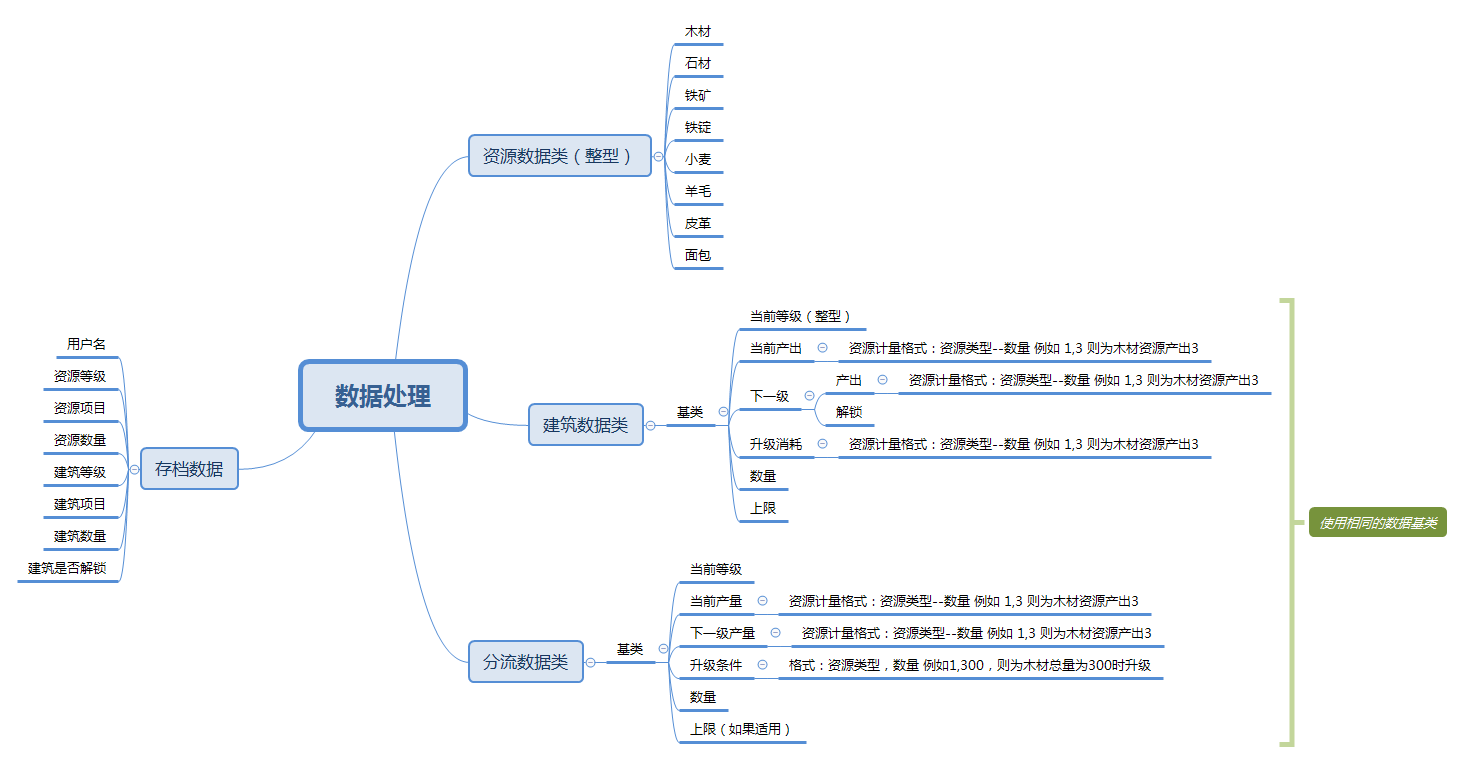 数据处理
资源数据类（整型）
木材
石材
铁矿
铁锭
小麦
羊毛
皮革
面包
建筑数据类
基类
当前等级（整型）
当前产出
资源计量格式：资源类型--数量 例如 1,3 则为木材资源产出3
下一级
产出
资源计量格式：资源类型--数量 例如 1,3 则为木材资源产出3
解锁
升级消耗
资源计量格式：资源类型--数量 例如 1,3 则为木材资源产出3
数量
上限
分流数据类
基类
当前等级
当前产量
资源计量格式：资源类型--数量 例如 1,3 则为木材资源产出3
下一级产量
资源计量格式：资源类型--数量 例如 1,3 则为木材资源产出3
升级条件
格式：资源类型，数量 例如1,300，则为木材总量为300时升级
数量
上限（如果适用）
使用相同的数据基类
存档数据
用户名
资源等级
资源项目
资源数量
建筑等级
建筑项目
建筑数量
建筑是否解锁